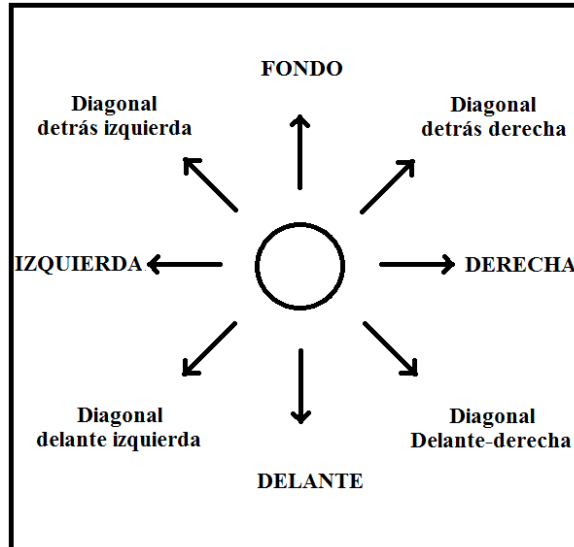 FONDO
Diagonal
detrás izquierda
Diagonal
detrás derecha
IZQUIERDA
DERECHA
Diagonal
delante izquierda
Diagonal
Delante-derecha
DELANTE